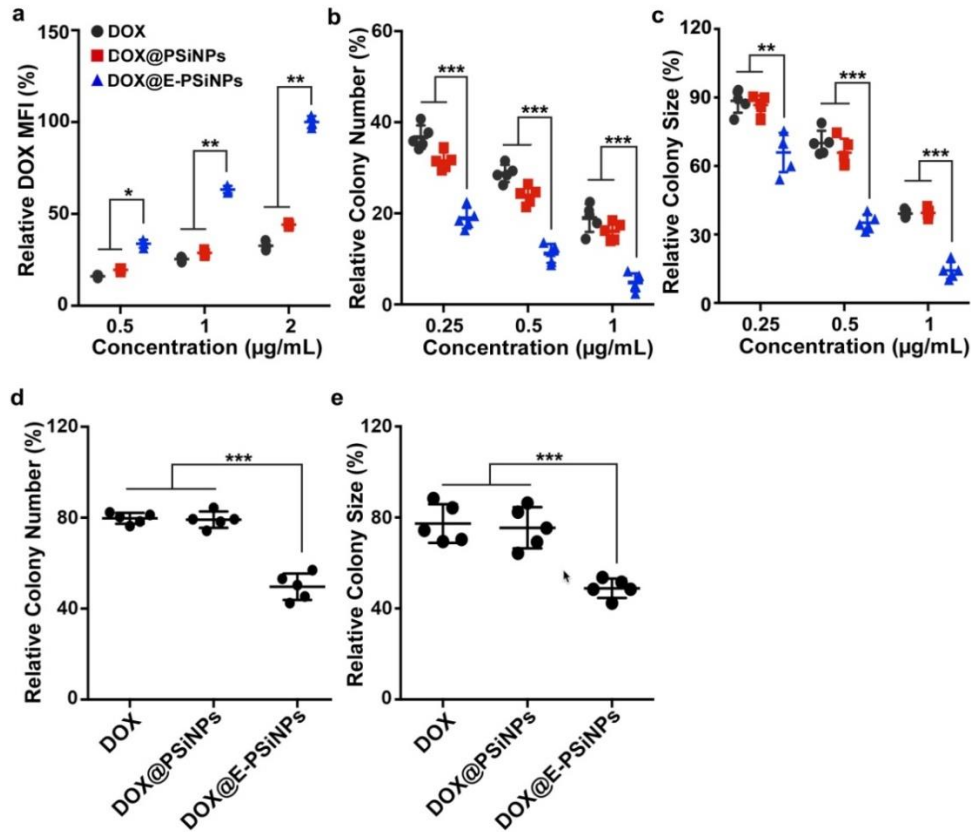 a
Relative DOX MFI (%)
150
100
50
0
DOX
DOX@PSiNPs
DOX@E-PSiNPs
*
**
**
0.5 1 2
Concentration (μg/mL)
b
Relative Colony Number (%)
60
40
20
0
***
***
***
0.25 0.5 1
Concentration (μg/mL)
c
Relative Colony Size (%)
120
90
60
30
0
**
***
***
0.25 0.5 1
Concentration (μg/mL)
d
Relative Colony Number (%)
120
80
40
0
***
DOX
DOX@PSiNPs
DOX@E-PSiNPs
e
Relative Colony Size (%)
120
80
40
0
***
DOX
DOX@PSiNPs
DOX@E-PSiNPs